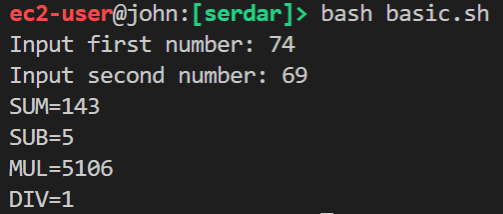 ec2-user@john:[serdar]> bash basic.sh
Input first number: 74
Input second number: 69
SUM=143
SUB=5
MUL=5106
DIV=1